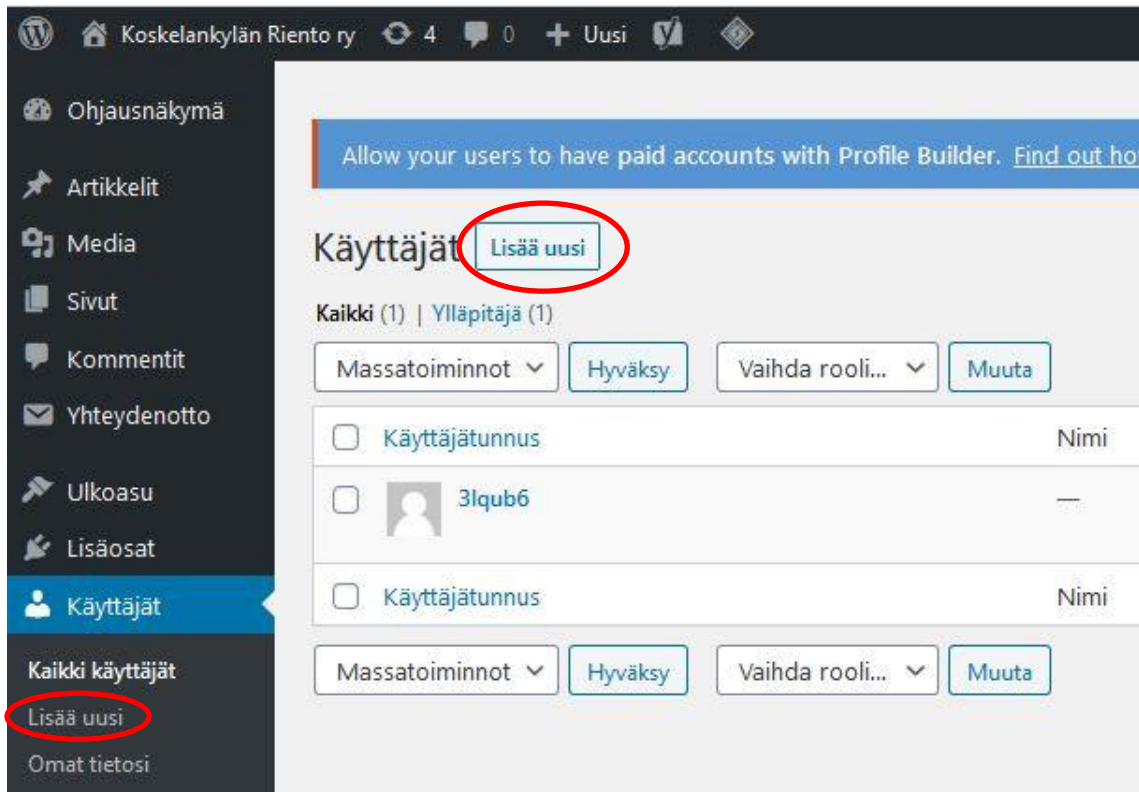 Koskelankylän Riento ry 4 0 + Uusi
Ohjausnäkymä
Artikkelit
Media
Sivut
Kommentit
Yhteydenotto
Ulkoasu
Lisäosat
Käyttäjät
Kaikki käyttäjät
Lisää uusi
Omat tietosi
Allow your users to have paid accounts with Profile Builder. Find out
Käyttäjät Lisää uusi
Kaikki (1) | Ylläpitäjä (1)
Massatoiminnot Hyväksy Vaihda rooli... Muuta
Käyttäjätunnus Nimi
3lqub6 —
Käyttäjätunnus Nimi
Massatoiminnot Hyväksy Vaihda rooli... Muuta